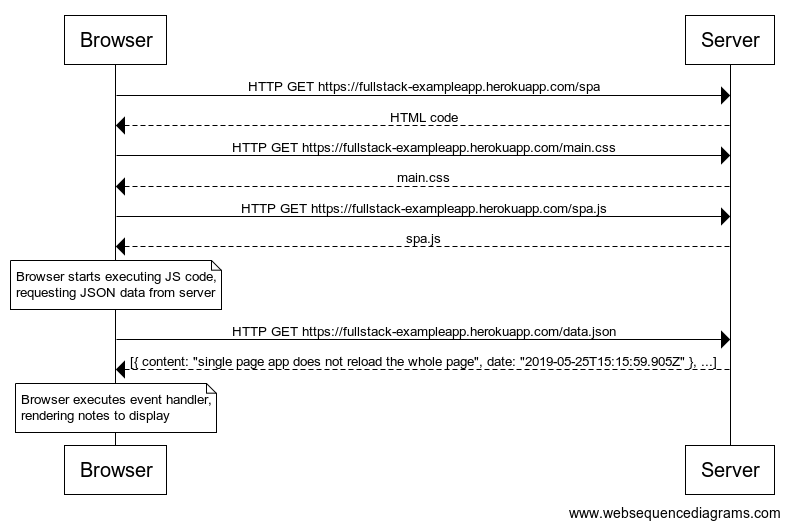 Browser
Server
HTTP GET https://fullstack-exampleapp.herokuapp.com/spa
HTML code
HTTP GET https://fullstack-exampleapp.herokuapp.com/main.css
main.css
HTTP GET https://fullstack-exampleapp.herokuapp.com/spa.js
spa.js
Browser starts executing JS code,
requesting JSON data from server
HTTP GET https://fullstack-exampleapp.herokuapp.com/data.json
[{ content: "single page app does not reload the whole page", date: "2019-05-25T15:15:59.905Z" }, ...]
Browser executes event handler,
rendering notes to display
Browser
Server
www.websequencediagrams.com